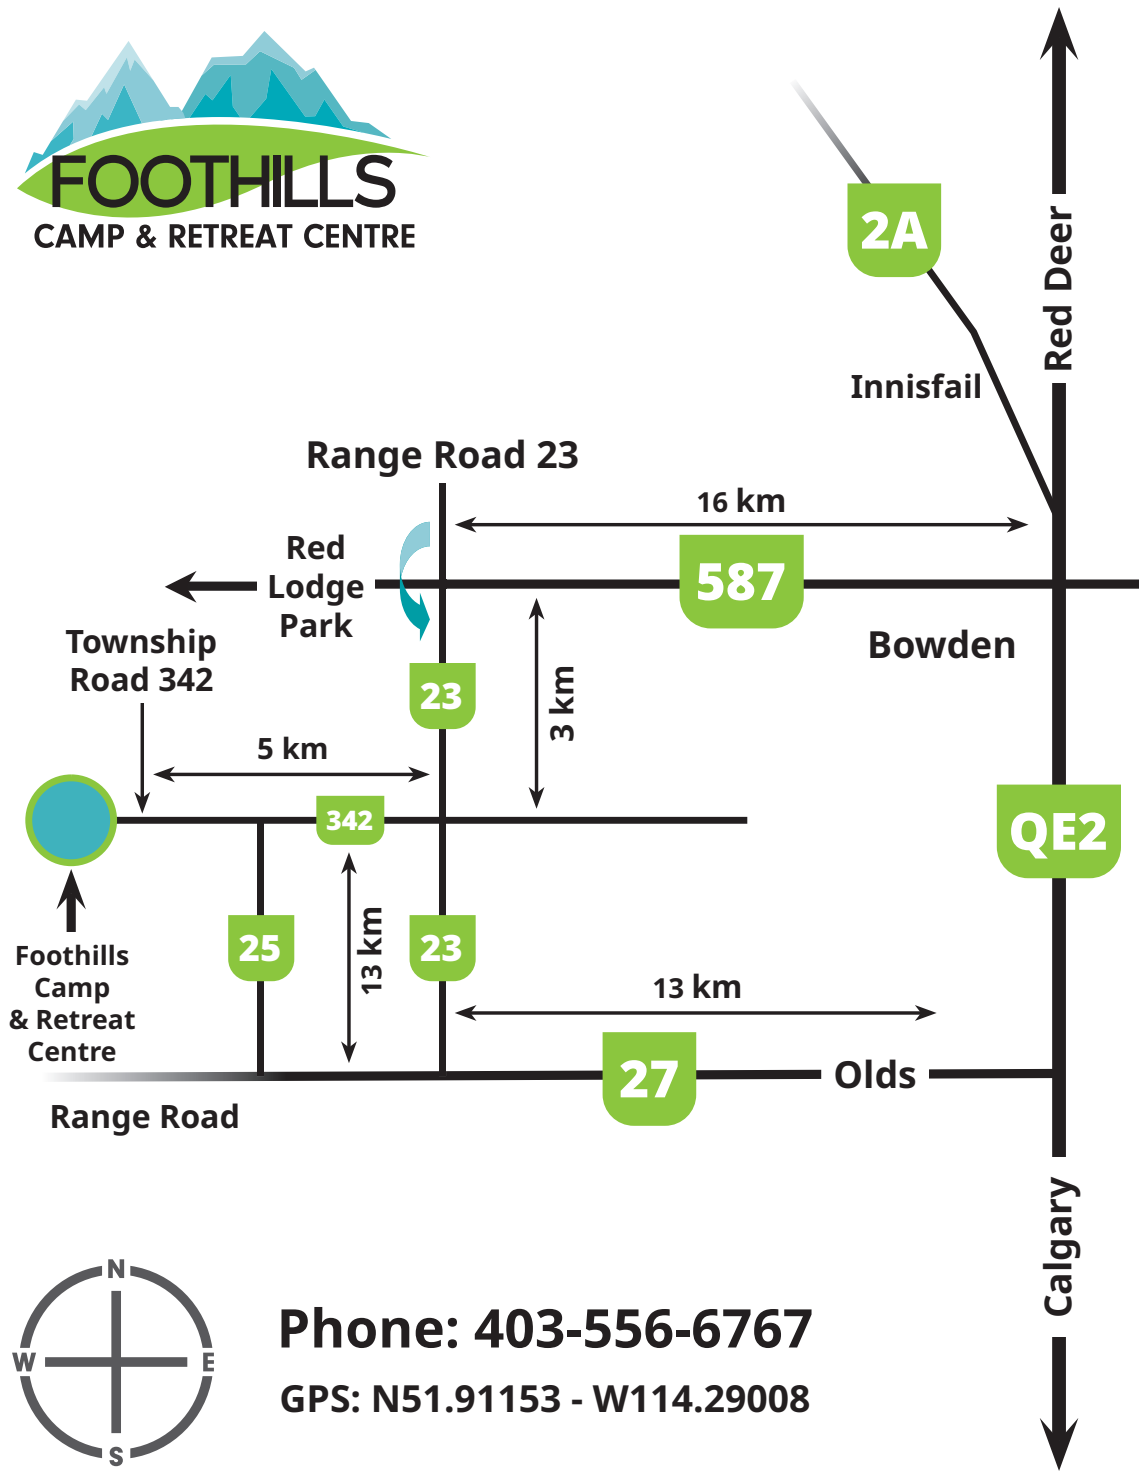 FOOTHILLS
CAMP & RETREAT CENTRE
2A
Red Deer
Innisfail
Range Road 23
16 km
Red
Lodge
Park
587
Township
Road 342
Bowden
23
3 km
5 km
342
QE2
25
13 km
23
Foothills
Camp
& Retreat
Centre
13 km
27
Olds
Range Road
Calgary
N
W
E
S
Phone: 403-556-6767
GPS: N51.91153 - W114.29008